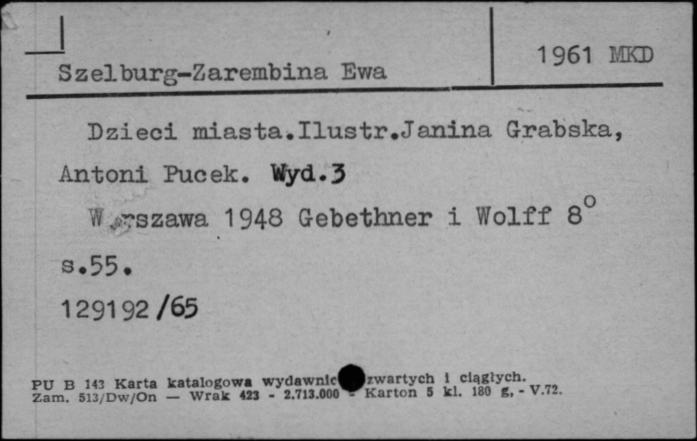 1961 MKD
Szelburg-Zarembina Ewa
Dzieci miasta.Ilustr.Janina Grabska,
Antoni Pucek. Wyd.3
Warszawa 1948 Gebethner i Wolff 8°
s.55.
129192/65
PU B 143 Karta katalogowa wydawnic zwartych i ciągłych.
Zam. 513/Dw/On — Wrak 423 - 2.713.000 - Karton 5 kl. 180 g, - V.72.